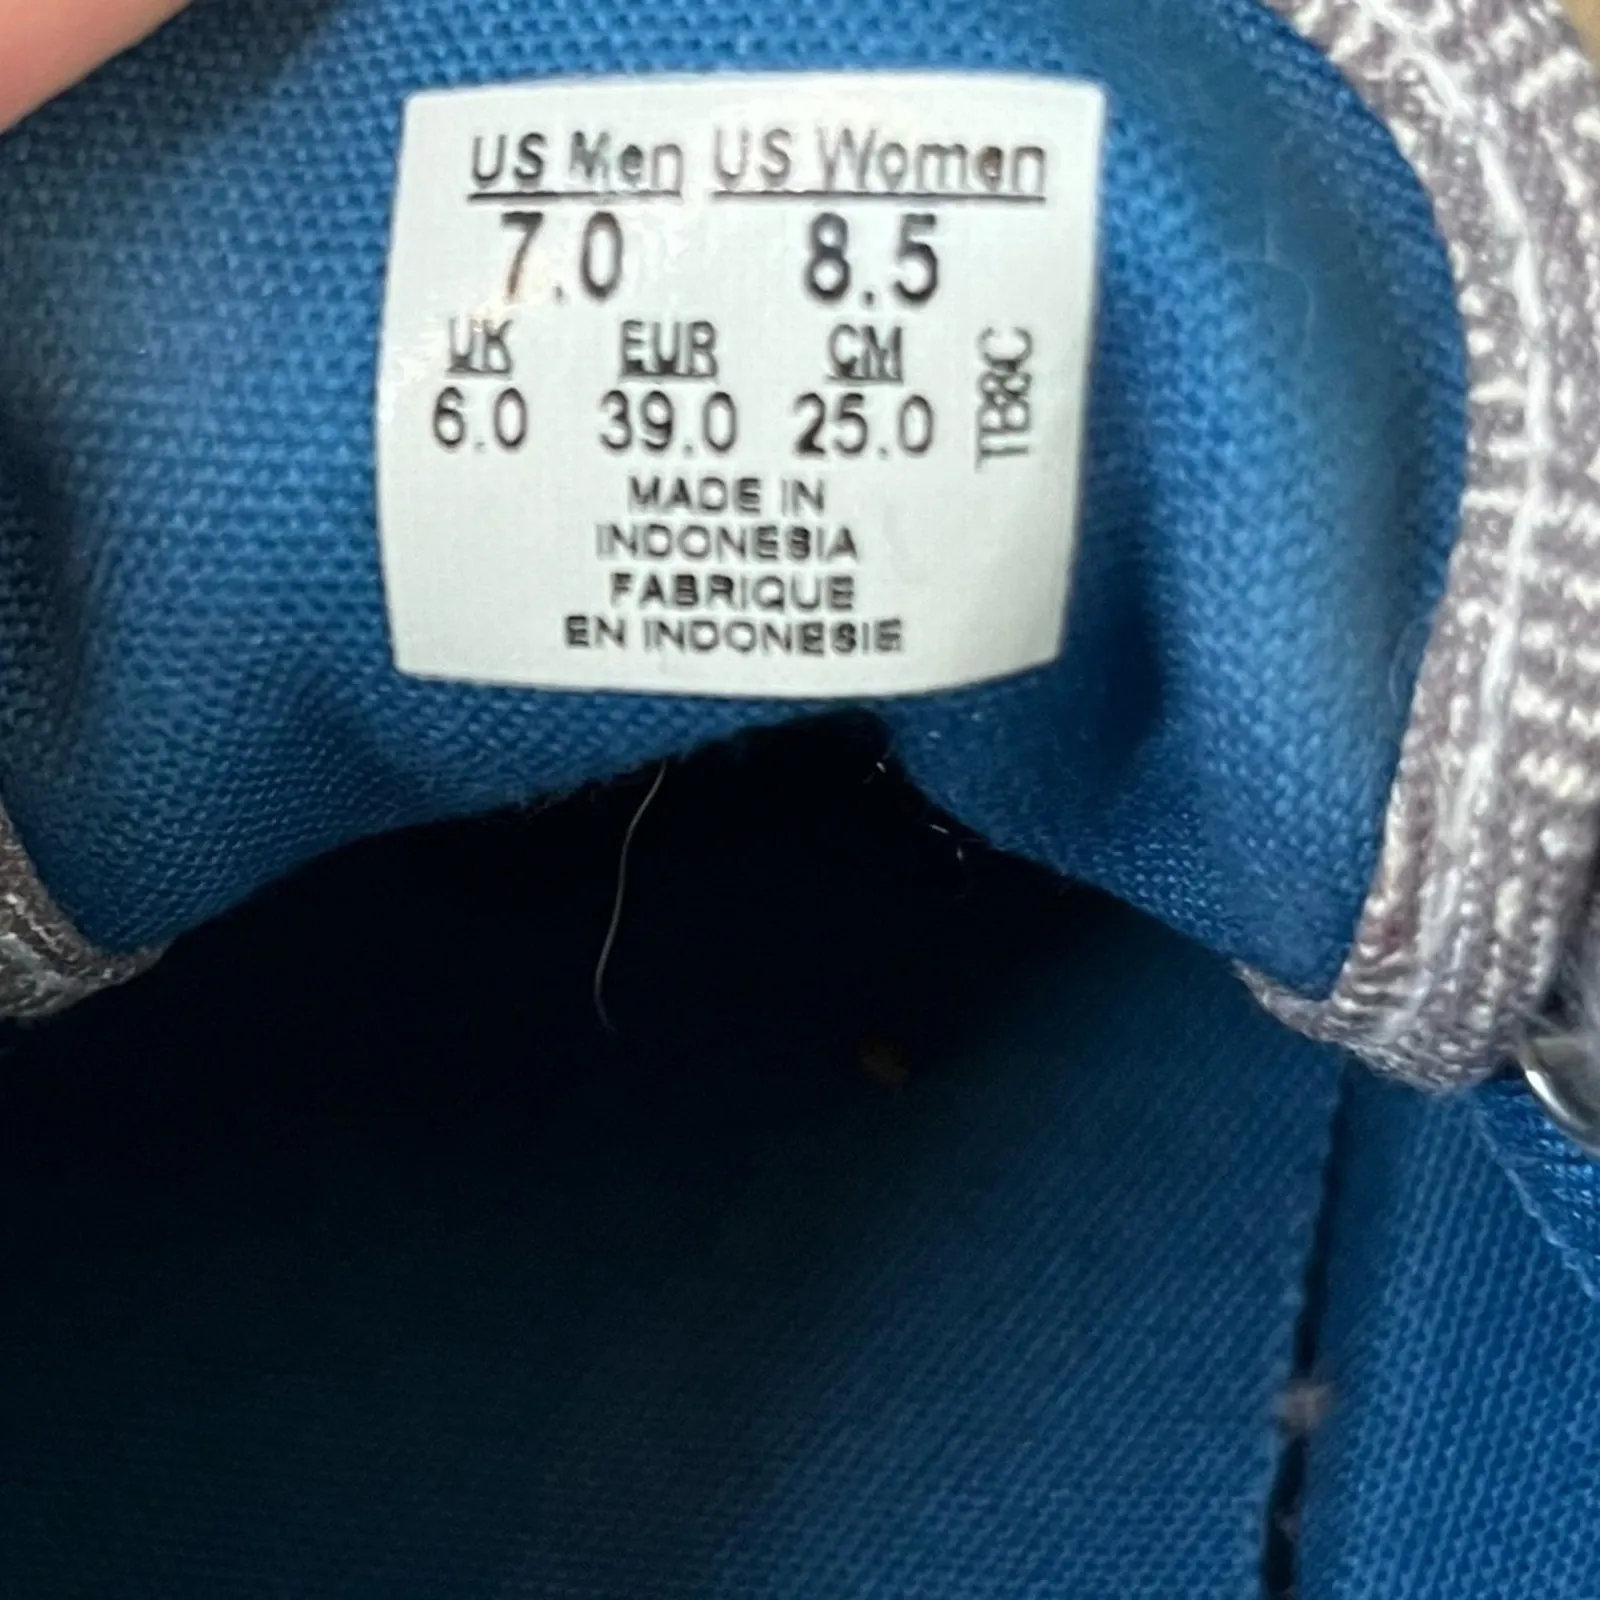 US Men US Women
7.0 8.5
UK EUR CM
6.0 39.0 25.0
TB8C
MADE IN
INDONESIA
FABRIQUE
EN INDONESIE